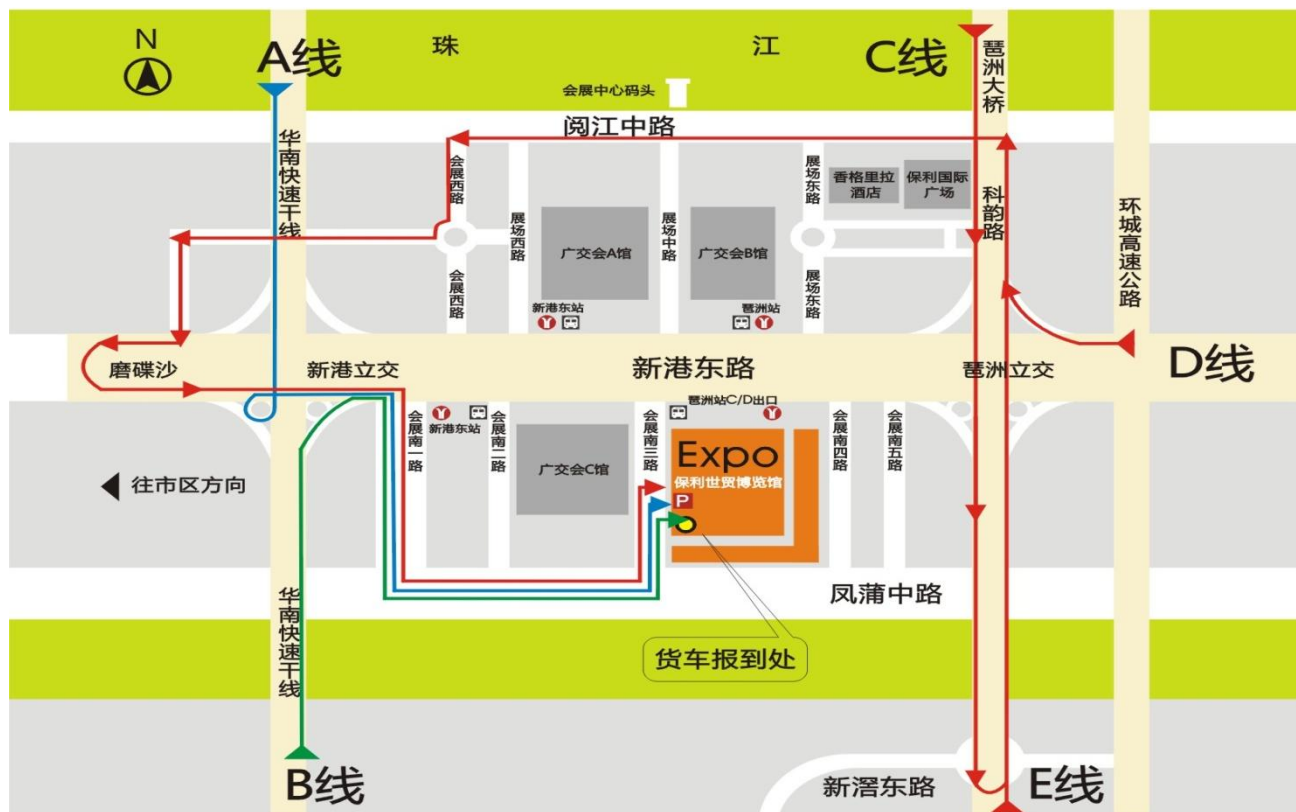 N
A线
珠
江
C线
琶洲大桥
会展中心码头
阅江中路
华南快速干线
会展西路
展场东路
香格里拉
酒店
保利国际
广场
科韵路
环城高速公路
展场西路
广交会A馆
展场中路
广交会B馆
会展西路
展场东路
新港东站
琶洲站
磨碟沙
新港立交
新港东路
琶洲立交
D线
琶洲站C/D出口
会展南一路
新港东站
会展南二路
会展南三路
会展南四路
会展南五路
广交会C馆
Expo
保利世贸博览馆
P
往市区方向
华南快速干线
凤蒲中路
货车报到处
B线
新滘东路
E线